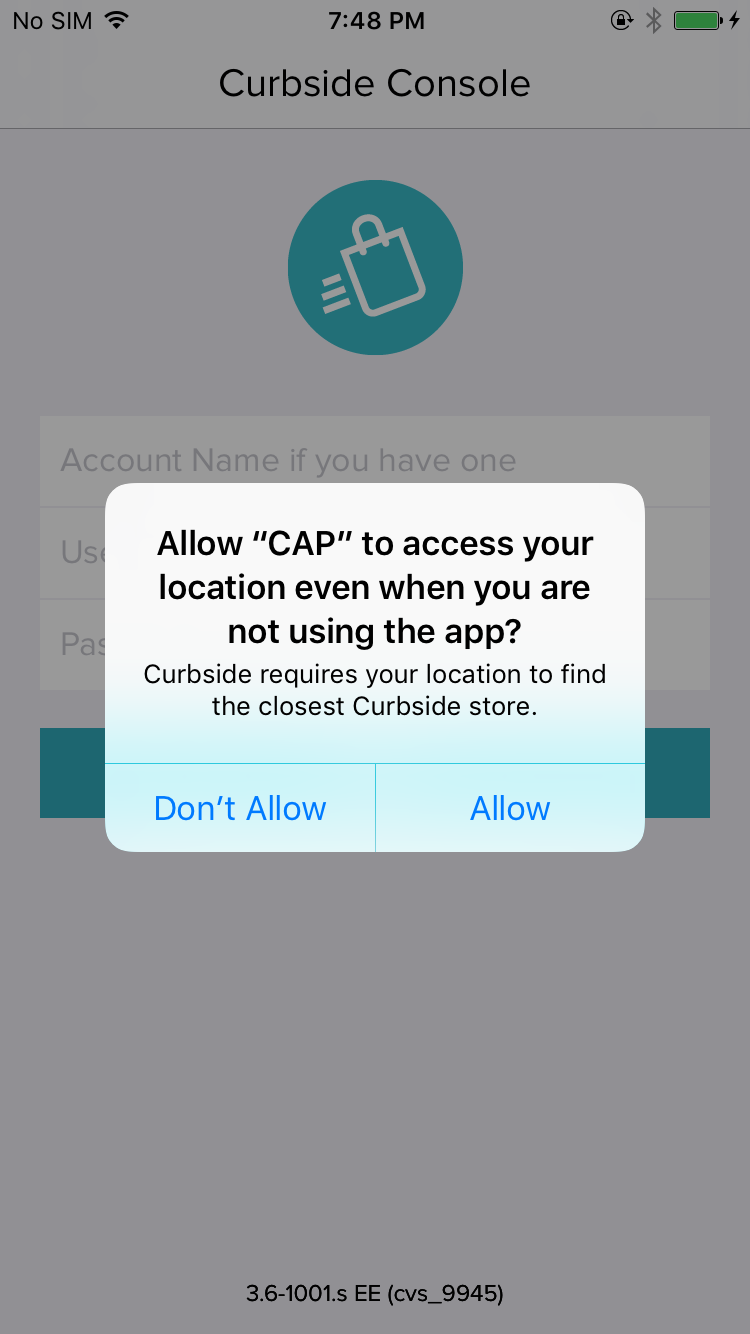 No SIM 7:48 PM
Curbside Console
Account Name if you have one
Use
Pas
Allow “CAP” to access your
location even when you are
not using the app?
Curbside requires your location to find
the closest Curbside store.
Don’t Allow Allow
3.6-1001.s EE (cvs_9945)